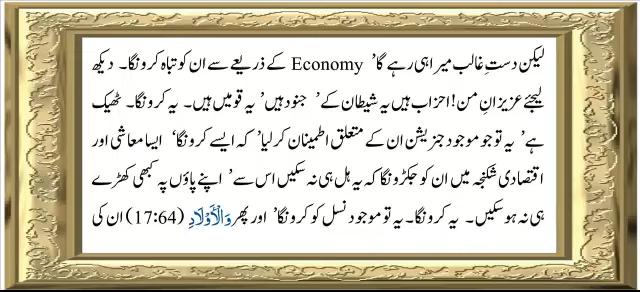 لیکن دستِ غالب میرا ہی رہے گا’ Economy کے ذریعے سے ان کو تباہ کرونگا۔ دیکھ
لیجئے عزیزانِ من! احزاب ہیں یہ شیطان کے’ جنود ہیں’ یہ قومیں ہیں۔ یہ کرونگا۔ ٹھیک
ہے’ یہ تو جو موجود جنریشن ان کے متعلق اطمینان کر لیا’ کہ ایسے کرونگا‘ ایسا معاشی اور
اقتصادی شکنجہ میں ان کو جکڑونگا کہ یہ ہل ہی نہ سکیں اس سے’ اپنے پاؤں پہ کبھی کھڑے
ہی نہ ہو سکیں۔ یہ کرونگا۔ یہ تو موجود نسل کو کرونگا’ اور پھر وَالْأَوْلَادِ (17:64) ان کی